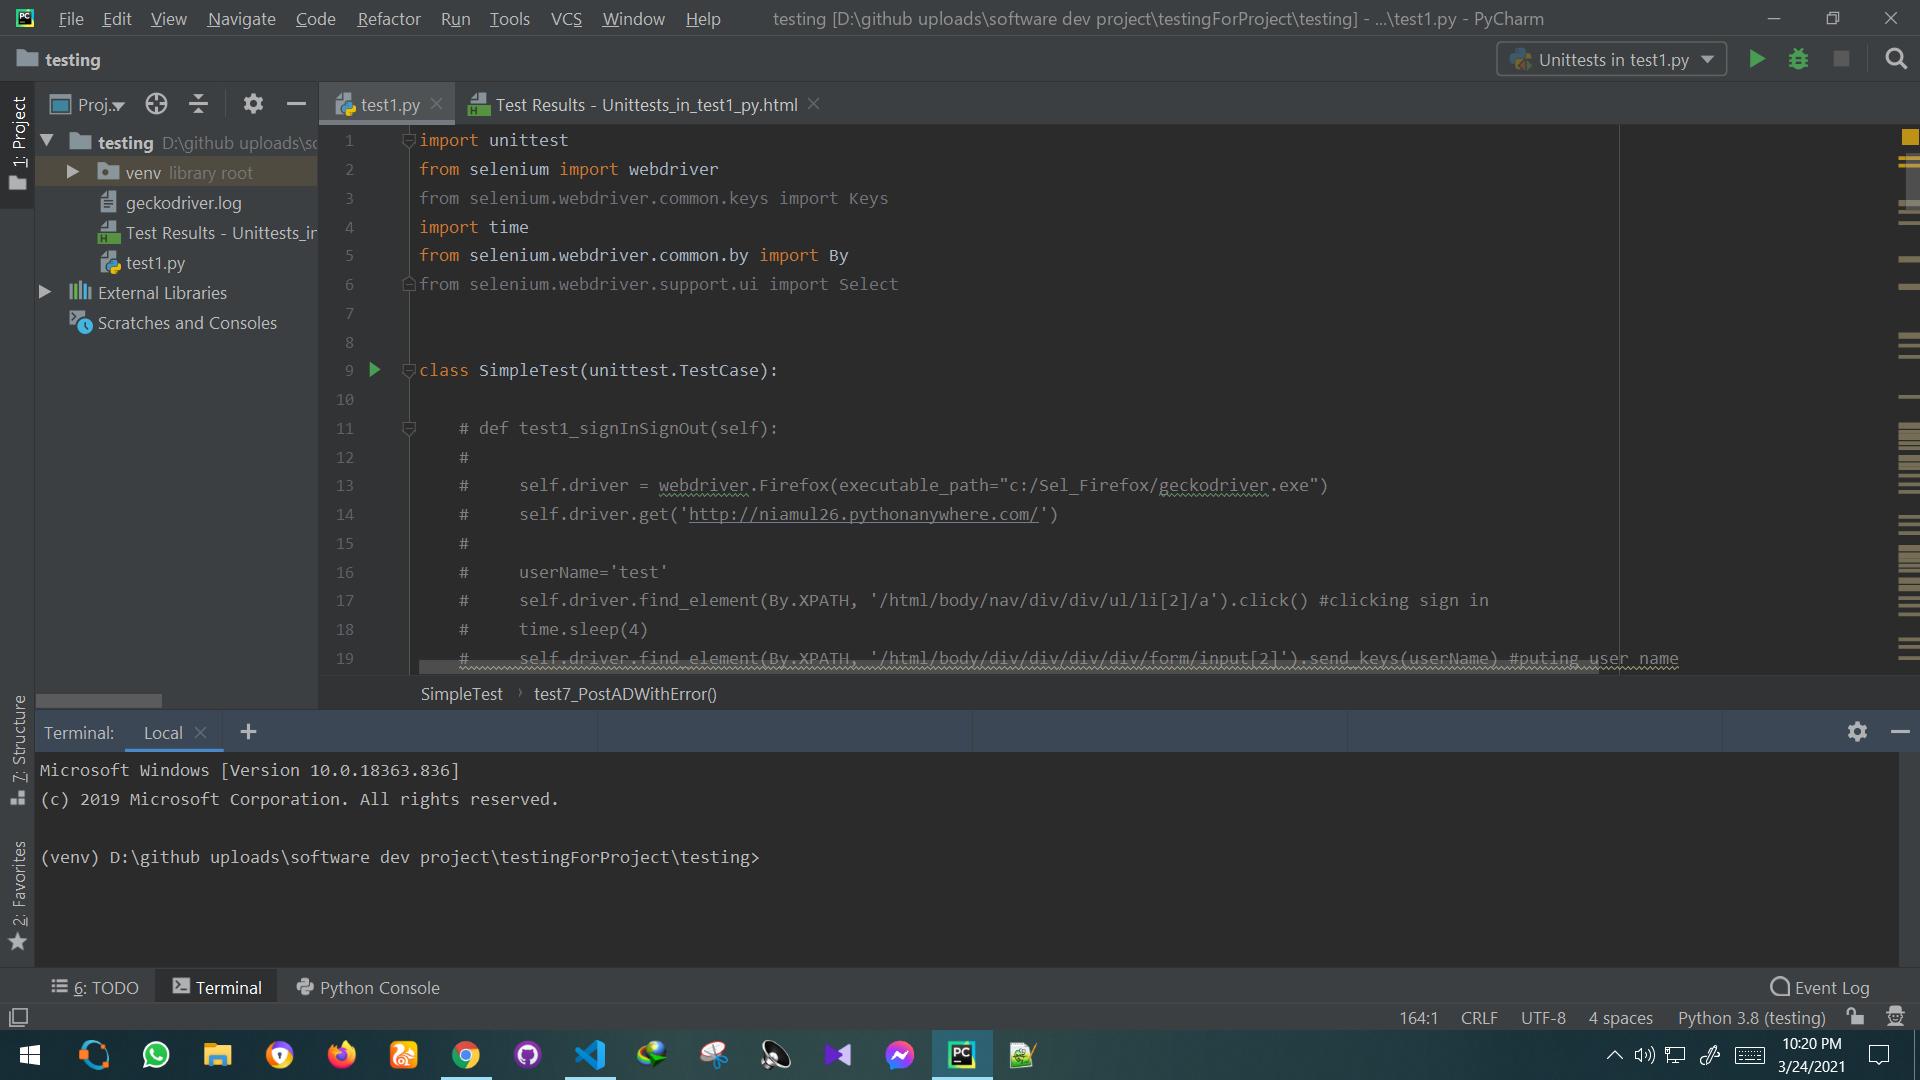 File Edit View Navigate Code Refactor Run Tools VCS Window Help testing [D:\github uploads\software dev project\testingForProject\testing] - ...\test1.py - PyCharm
testing
Unittests in test1.py
1: Project
Proj..
test1.py
Test Results - Unittests_in_test1_py.html
testing D:\github uploads\so
venv library root
geckodriver.log
Test Results - Unittests_in
test1.py
External Libraries
Scratches and Consoles
1 import unittest
2 from selenium import webdriver
3 from selenium.webdriver.common.keys import Keys
4 import time
5 from selenium.webdriver.common.by import By
6 from selenium.webdriver.support.ui import Select
7
8
9 class SimpleTest(unittest.TestCase):
10
11 # def test1_signInSignOut(self):
12 #
13 # self.driver = webdriver.Firefox(executable_path="c:/Sel_Firefox/geckodriver.exe")
14 # self.driver.get('http://niamul26.pythonanywhere.com/')
15 #
16 # userName='test'
17 # self.driver.find_element(By.XPATH, '/html/body/nav/div/div/ul/li[2]/a').click() #clicking sign in
18 # time.sleep(4)
19 # self.driver.find_element(By.XPATH, '/html/body/div/div/div/div/form/input[2]').send_keys(userName) #puting user name
SimpleTest › test7_PostADWithError()
7: Structure
2: Favorites
Terminal: Local
Microsoft Windows [Version 10.0.18363.836]
(c) 2019 Microsoft Corporation. All rights reserved.
(venv) D:\github uploads\software dev project\testingForProject\testing>
6: TODO Terminal Python Console Event Log
164:1 CRLF UTF-8 4 spaces Python 3.8 (testing)
PC
10:20 PM
3/24/2021